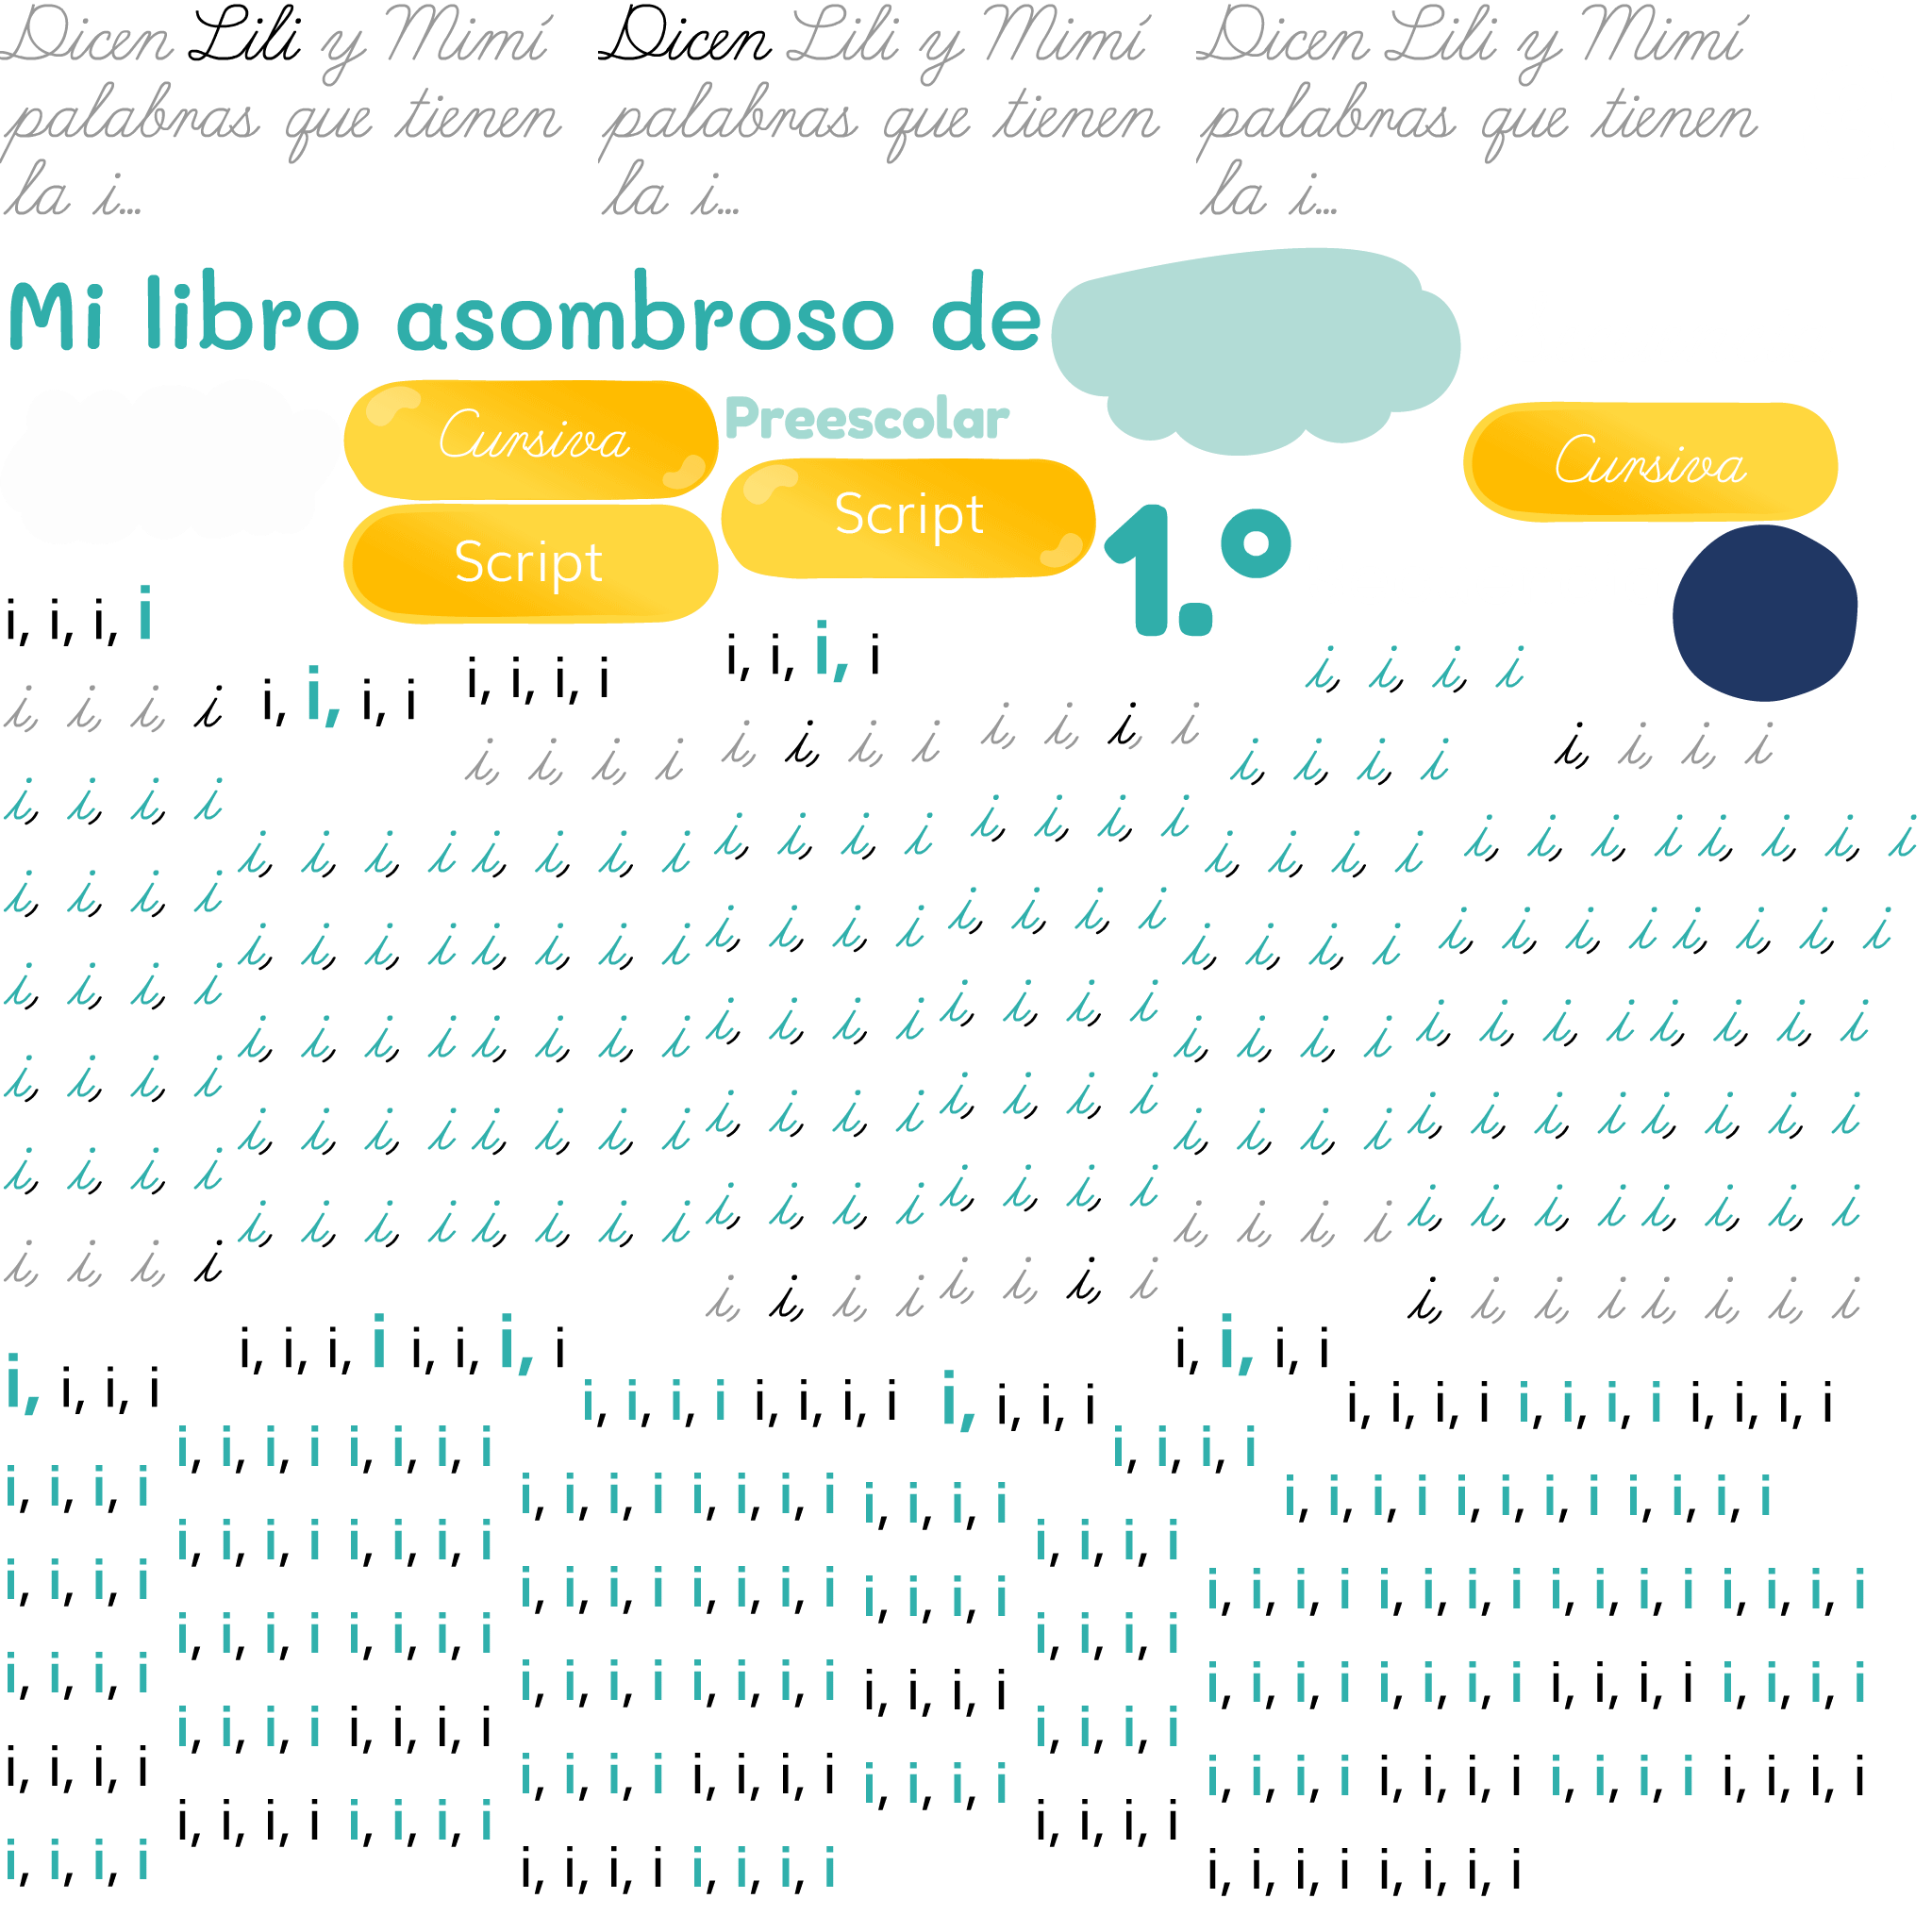 Dicen Lili y Mimí
palabras que tienen
la i...
Dicen Lili y Mimí
palabras que tienen
la i...
Dicen Lili y Mimí
palabras que tienen
la i...
Mi libro asombroso de
Cursiva
Preescolar
Cursiva
Script
Script
1.º
i, i, i, i
i, i, i, i
i, i, i, i
i, i, i, i
i, i, i, i
i, i, i, i
i, i, i, i
i, i, i, i
i, i, i, i
i, i, i, i
i, i, i, i
i, i, i, i
i, i, i, i
i, i, i, i
i, i, i, i i, i, i, i
i, i, i, i
i, i, i, i
i, i, i, i
i, i, i, i i, i, i, i
i, i, i, i
i, i, i, i i, i, i, i
i, i, i, i
i, i, i, i
i, i, i, i
i, i, i, i i, i, i, i
i, i, i, i
i, i, i, i i, i, i, i
i, i, i, i
i, i, i, i
i, i, i, i
i, i, i, i i, i, i, i
i, i, i, i
i, i, i, i i, i, i, i
i, i, i, i
i, i, i, i
i, i, i, i
i, i, i, i i, i, i, i
i, i, i, i
i, i, i, i i, i, i, i
i, i, i, i
i, i, i, i
i, i, i, i
i, i, i, i i, i, i, i
i, i, i, i
i, i, i, i i, i, i, i
i, i, i, i
i, i, i, i
i, i, i, i
i, i, i, i i, i, i, i
i, i, i, i i, i, i, i
i, i, i, i
i, i, i, i
i, i, i, i i, i, i, i
i, i, i, i
i, i, i, i i, i, i, i i, i, i, i
i, i, i, i i, i, i, i
i, i, i, i
i, i, i, i
i, i, i, i i, i, i, i
i, i, i, i
i, i, i, i i, i, i, i i, i, i, i
i, i, i, i i, i, i, i
i, i, i, i
i, i, i, i
i, i, i, i i, i, i, i
i, i, i, i
i, i, i, i i, i, i, i i, i, i, i i, i, i, i
i, i, i, i i, i, i, i
i, i, i, i
i, i, i, i
i, i, i, i i, i, i, i
i, i, i, i
i, i, i, i i, i, i, i i, i, i, i i, i, i, i
i, i, i, i i, i, i, i
i, i, i, i
i, i, i, i
i, i, i, i i, i, i, i
i, i, i, i
i, i, i, i i, i, i, i i, i, i, i i, i, i, i
i, i, i, i i, i, i, i
i, i, i, i
i, i, i, i
i, i, i, i i, i, i, i
i, i, i, i i, i, i, i